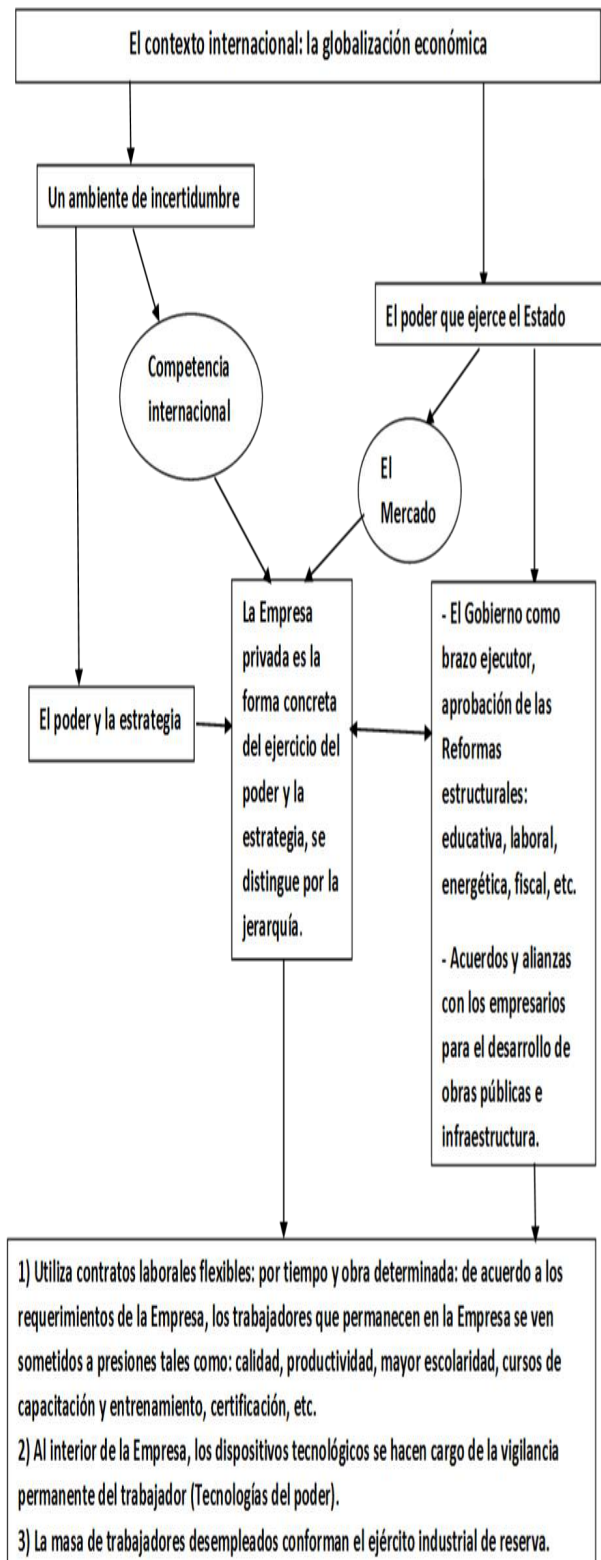 El contexto internacional: la globalización económica
Un ambiente de incertidumbre
El poder que ejerce el Estado
Competencia
internacional
El
Mercado
El poder y la estrategia
La Empresa
privada es la
forma concreta
del ejercicio del
poder y la
estrategia, se
distingue por la
jerarquía.
- El Gobierno como
brazo ejecutor,
aprobación de las
Reformas
estructurales:
educativa, laboral,
energética, fiscal, etc.
- Acuerdos y alianzas
con los empresarios
para el desarrollo de
obras públicas e
infraestructura.
1) Utiliza contratos laborales flexibles: por tiempo y obra determinada: de acuerdo a los
requerimientos de la Empresa, los trabajadores que permanecen en la Empresa se ven
sometidos a presiones tales como: calidad, productividad, mayor escolaridad, cursos de
capacitación y entrenamiento, certificación, etc.
2) Al interior de la Empresa, los dispositivos tecnológicos se hacen cargo de la vigilancia
permanente del trabajador (Tecnologías del poder).
3) La masa de trabajadores desempleados conforman el ejército industrial de reserva.